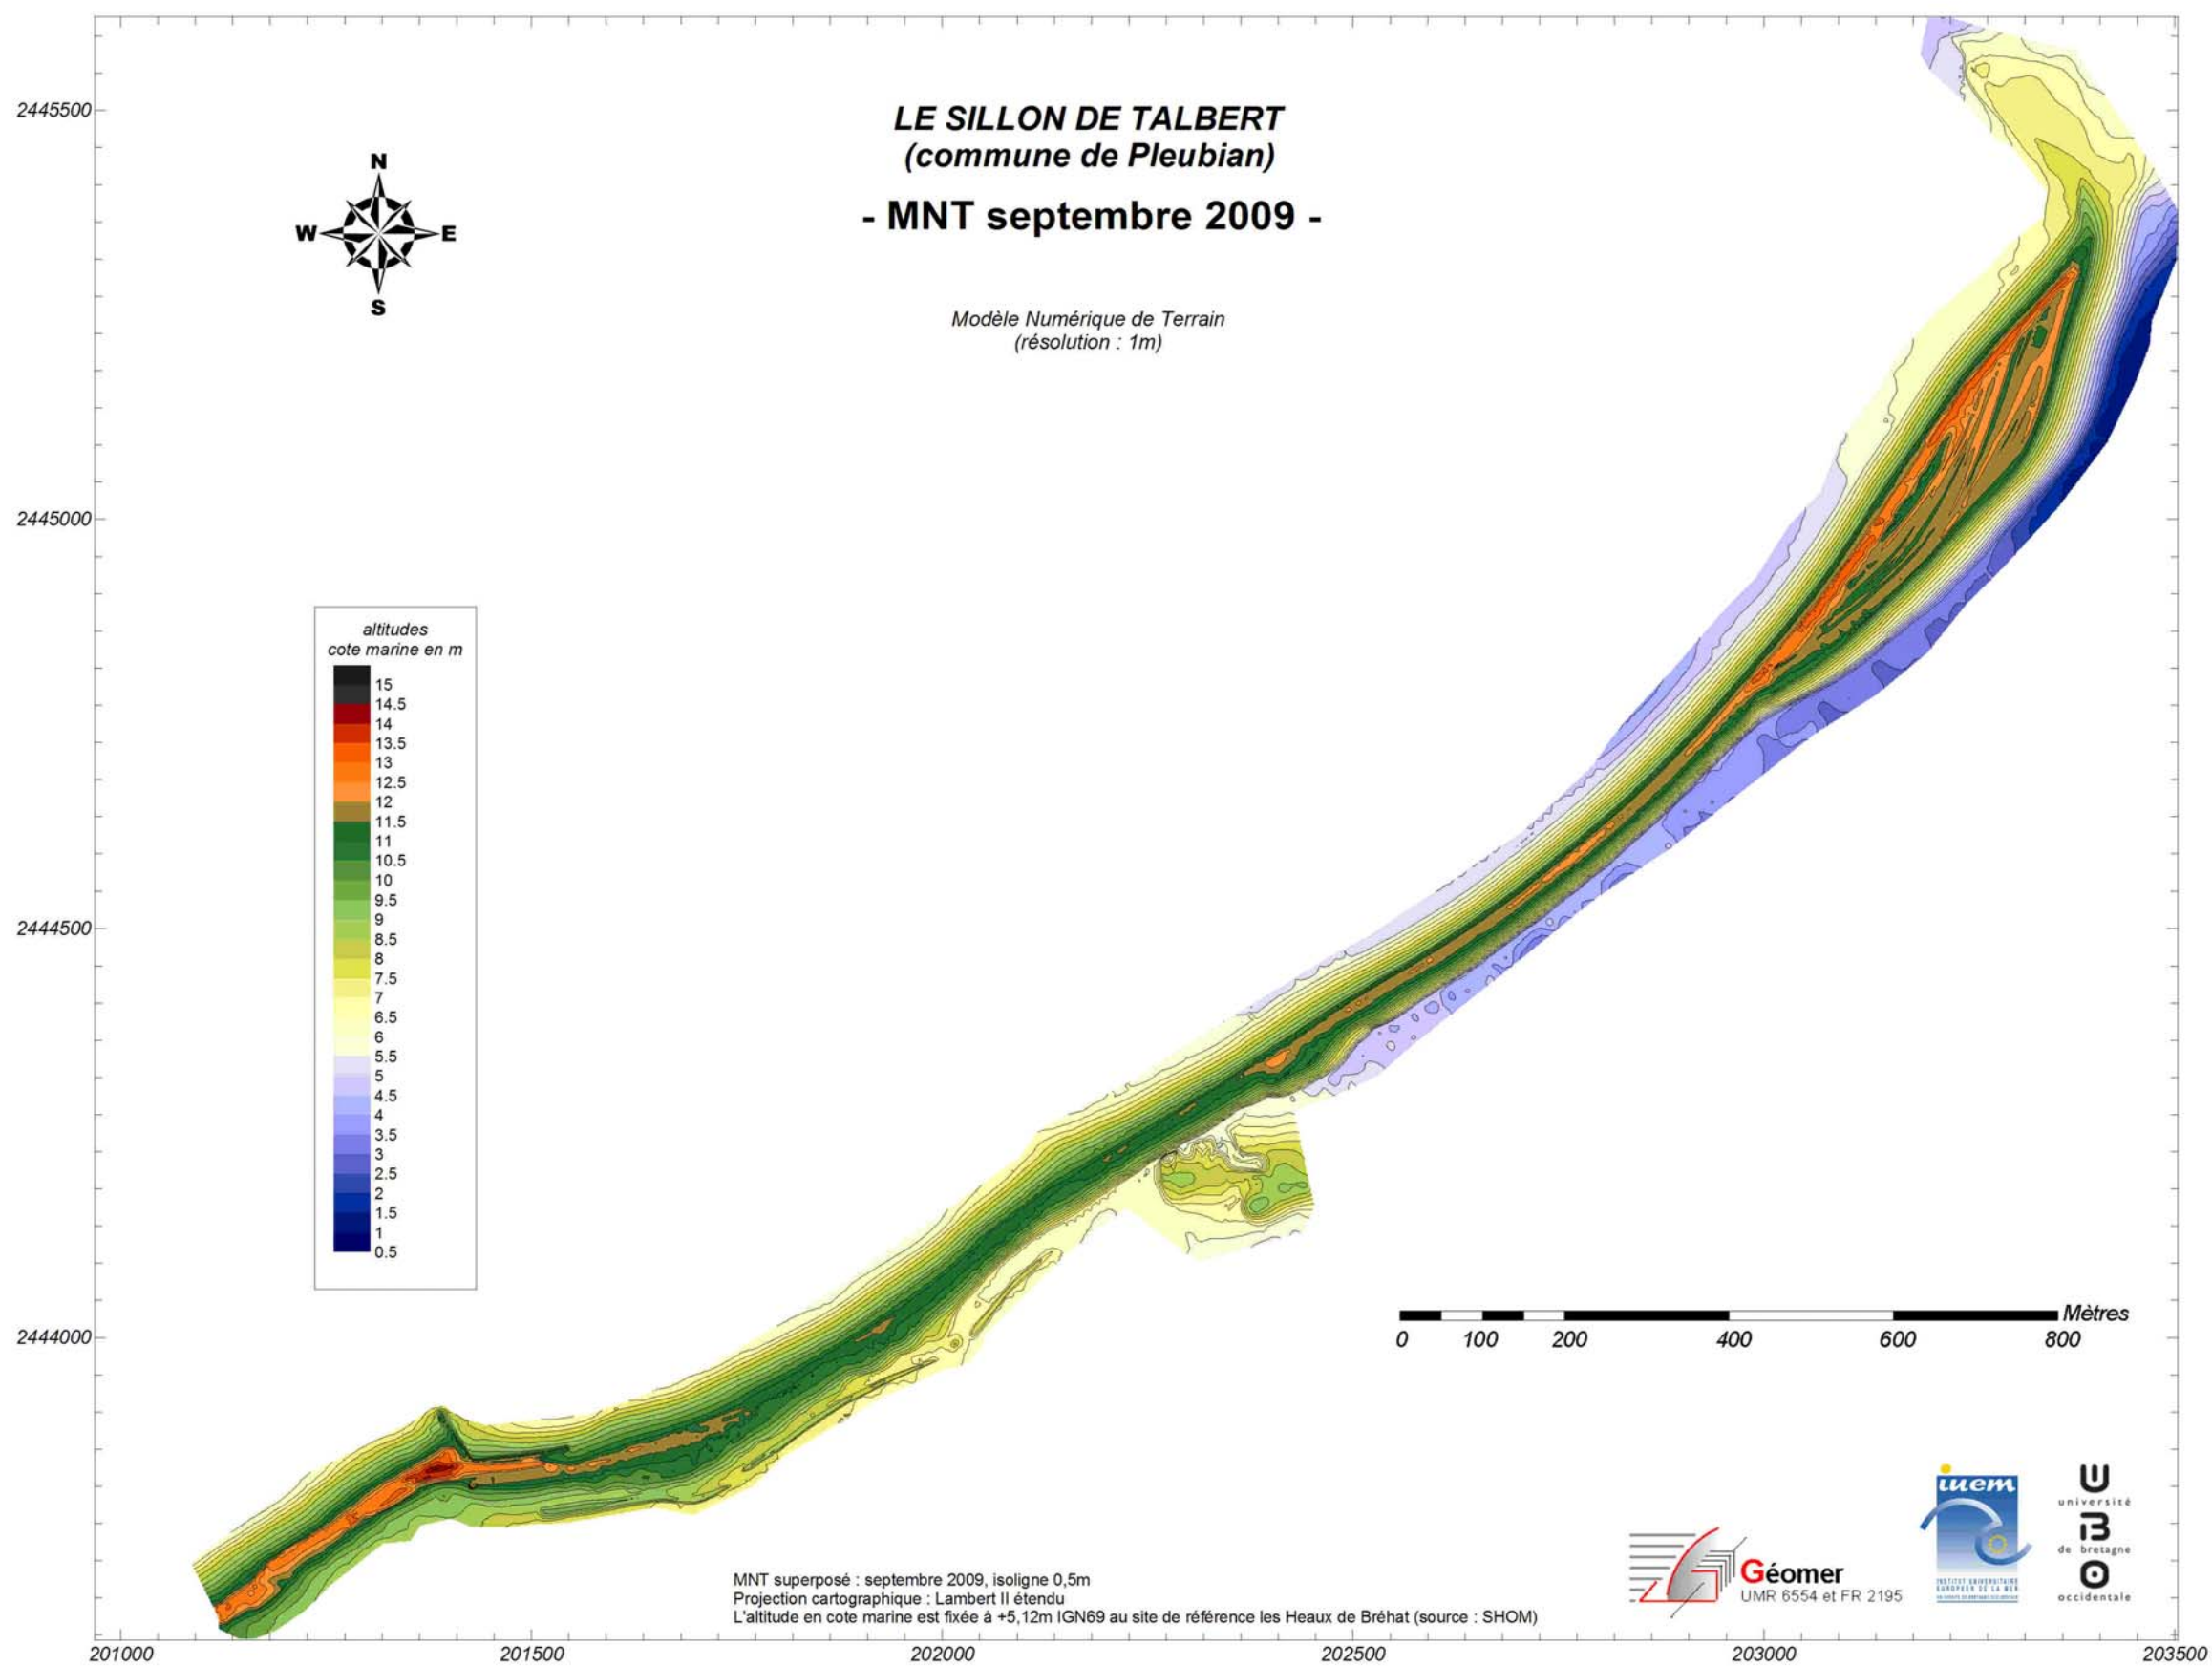 LE SILLON DE TALBERT
(commune de Pleubian)
- MNT septembre 2009 -
Modèle Numérique de Terrain
(résolution : 1m)
N
W
E
S
2445500
2445000
2444500
2444000
altitudes
cote marine en m
15
14.5
14
13.5
13
12.5
12
11.5
11
10.5
10
9.5
9
8.5
8
7.5
7
6.5
6
5.5
5
4.5
4
3.5
3
2.5
2
1.5
1
0.5
Mètres
0 100 200 400 600 800
MNT superposé : septembre 2009, isoligne 0,5m
Projection cartographique : Lambert II étendu
L'altitude en cote marine est fixée à +5,12m IGN69 au site de référence les Heaux de Bréhat (source : SHOM)
Géomer
UMR 6554 et FR 2195
iuem
INSTITUT UNIVERSITAIRE
EUROPEEN DE LA MER
U
université
B
de bretagne
O
occidentale
201000 201500 202000 202500 203000 203500